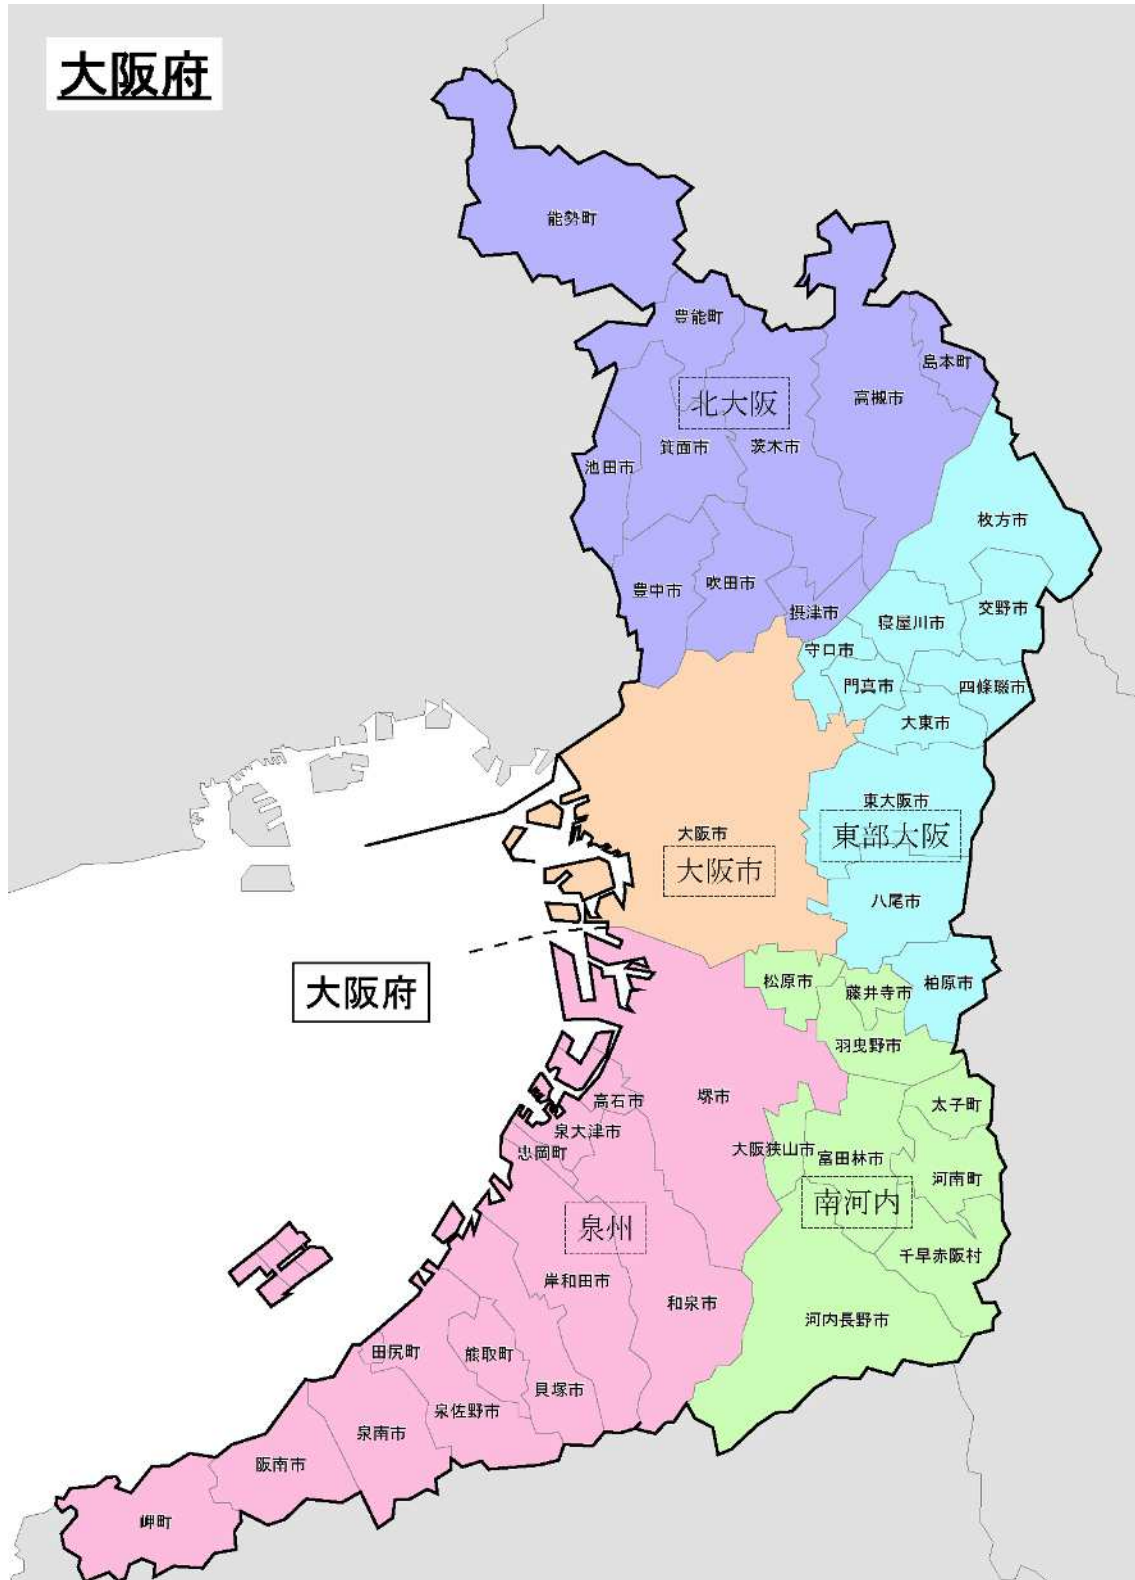 大阪府
能勢町
豊能町
島本町
北大阪
高槻市
箕面市
茨木市
池田市
枚方市
豊中市
吹田市
摂津市
交野市
寝屋川市
守口市
門真市
四條畷市
大東市
東大阪市
大阪市
東部大阪
大阪市
八尾市
松原市
藤井寺市
柏原市
大阪府
羽曳野市
高石市
堺市
太子町
泉大津市
忠岡町
大阪狭山市
富田林市
河南町
南河内
泉州
千早赤阪村
岸和田市
和泉市
河内長野市
田尻町
熊取町
貝塚市
泉佐野市
泉南市
阪南市
岬町